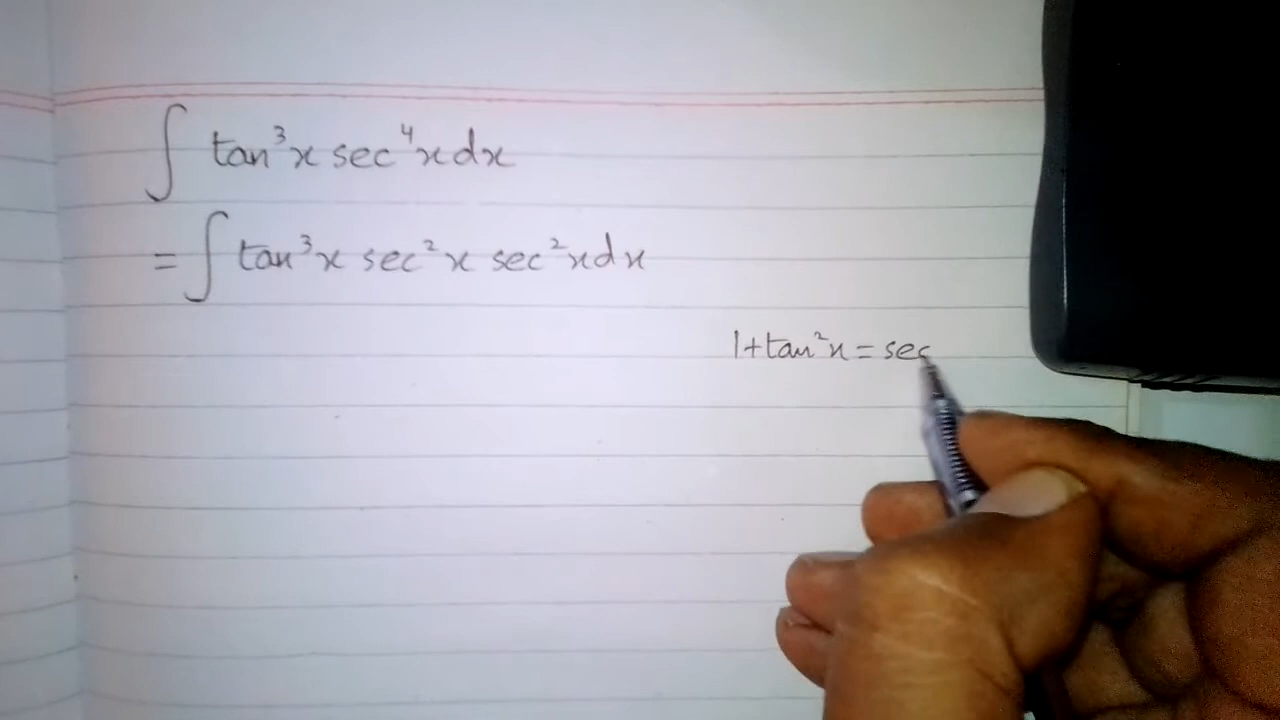 ∫ tan³x sec⁴x dx
= ∫ tan³x sec²x sec²x dx
1+tan²x = sec